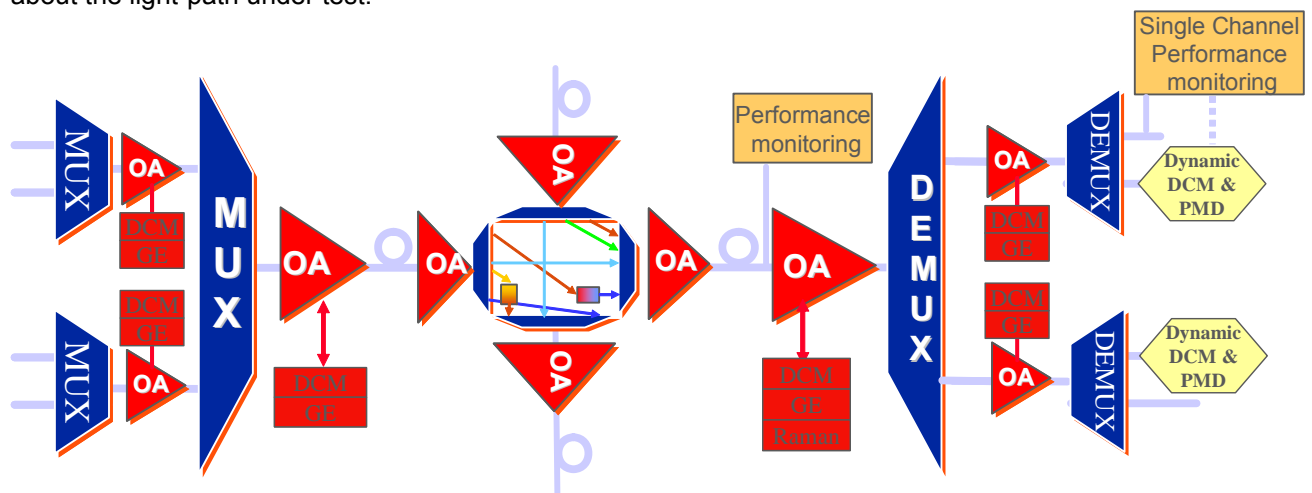 about the light-path under test.
Single Channel
Performance
monitoring
Performance
monitoring
MUX
OA
DCM
GE
DCM
GE
MUX
OA
MUX
OA
DCM
GE
OA
OA
OA
OA
OA
DCM
GE
Raman
DEMUX
OA
DCM
GE
DEMUX
Dynamic
DCM &
PMD
DCM
GE
OA
DEMUX
Dynamic
DCM &
PMD